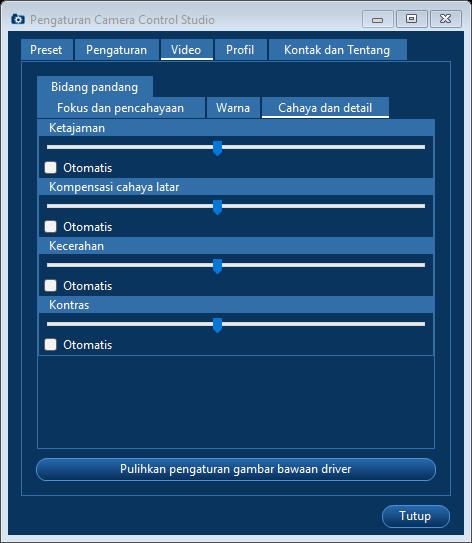 Pengaturan Camera Control Studio
Preset Pengaturan Video Profil Kontak dan Tentang
Bidang pandang
Fokus dan pencahayaan Warna Cahaya dan detail
Ketajaman
Otomatis
Kompensasi cahaya latar
Otomatis
Kecerahan
Otomatis
Kontras
Otomatis
Pulihkan pengaturan gambar bawaan driver
Tutup